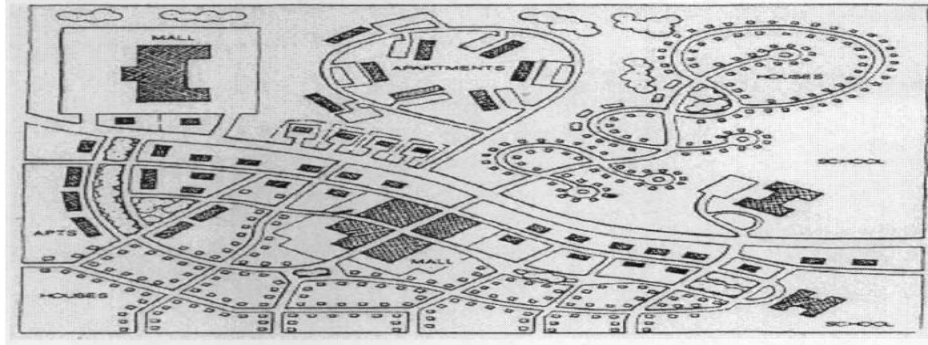 MALL
APARTMENTS
HOUSES
SCHOOL
APTS
MALL
HOUSES
SCHOOL